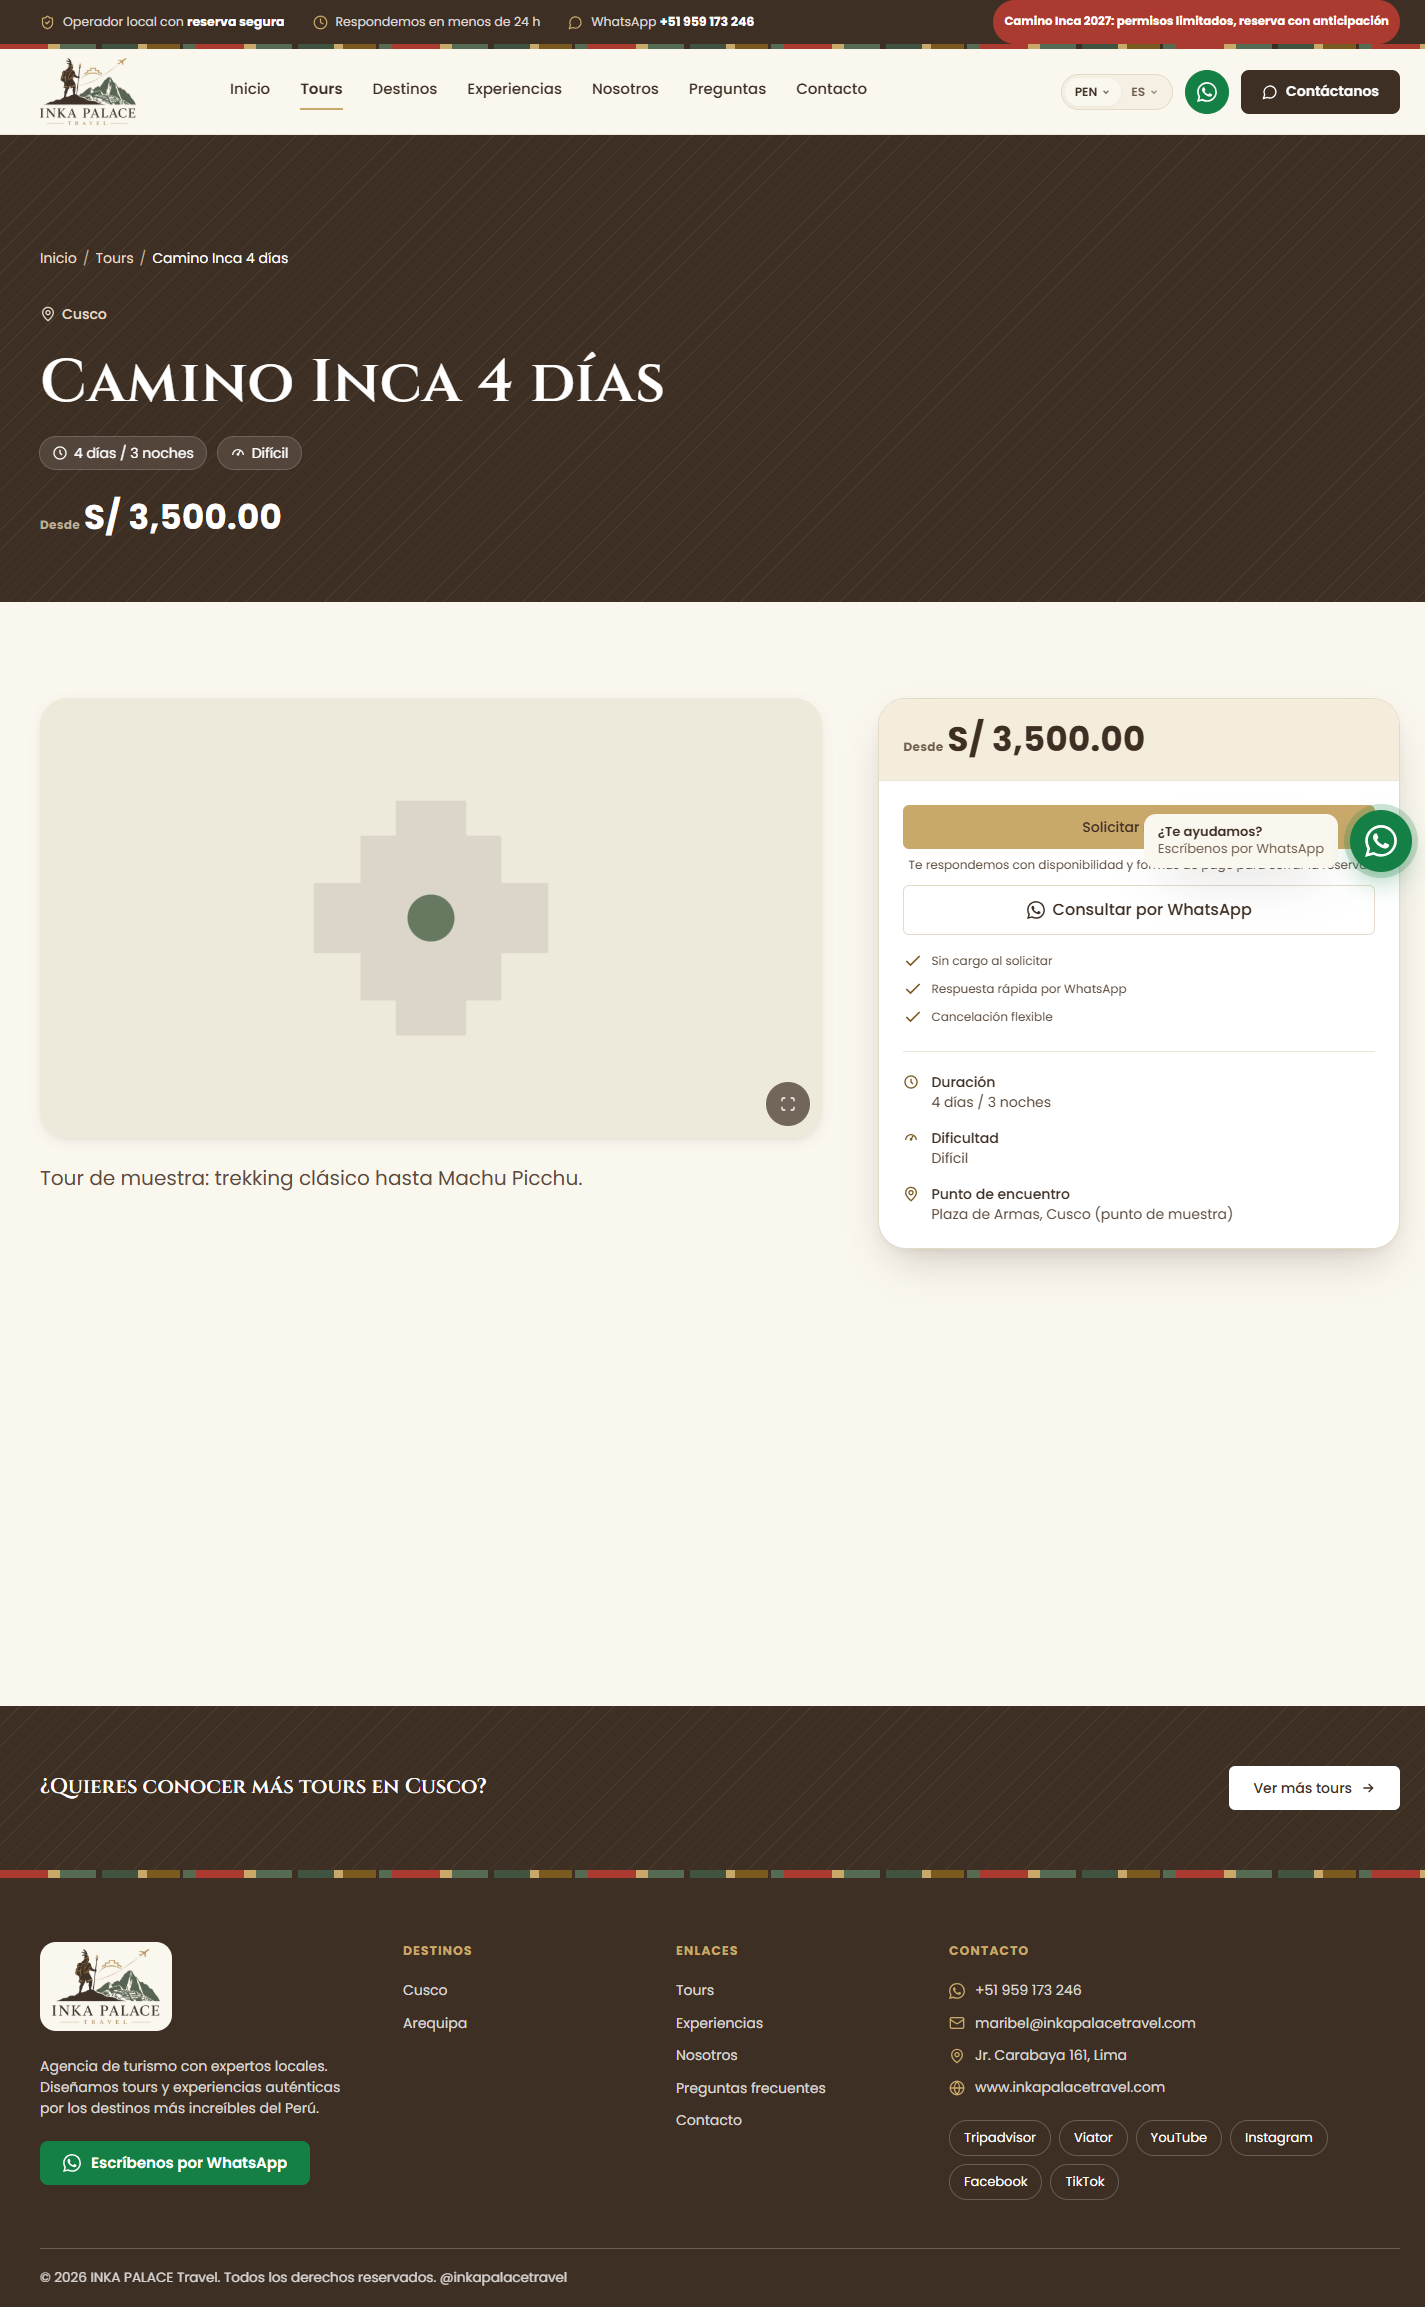 Operador local con reserva segura
Respondemos en menos de 24 h
WhatsApp +51 959 173 246
Camino Inca 2027: permisos limitados, reserva con anticipación
INKA PALACE
TRAVEL
Inicio
Tours
Destinos
Experiencias
Nosotros
Preguntas
Contacto
PEN
ES
Contáctanos
Inicio / Tours / Camino Inca 4 días
Cusco
Camino Inca 4 días
4 días / 3 noches
Difícil
Desde S/ 3,500.00
Desde S/ 3,500.00
Solicitar
¿Te ayudamos?
Escríbenos por WhatsApp
Te respondemos con disponibilidad y
Consultar por WhatsApp
Sin cargo al solicitar
Respuesta rápida por WhatsApp
Cancelación flexible
Duración
4 días / 3 noches
Dificultad
Difícil
Punto de encuentro
Plaza de Armas, Cusco (punto de muestra)
Tour de muestra: trekking clásico hasta Machu Picchu.
¿Quieres conocer más tours en Cusco?
Ver más tours
INKA PALACE
TRAVEL
Agencia de turismo con expertos locales.
Diseñamos tours y experiencias auténticas
por los destinos más increíbles del Perú.
Escríbenos por WhatsApp
DESTINOS
Cusco
Arequipa
ENLACES
Tours
Experiencias
Nosotros
Preguntas frecuentes
Contacto
CONTACTO
+51 959 173 246
maribel@inkapalacetravel.com
Jr. Carabaya 161, Lima
www.inkapalacetravel.com
Tripadvisor
Viator
YouTube
Instagram
Facebook
TikTok
© 2026 INKA PALACE Travel. Todos los derechos reservados. @inkapalacetravel